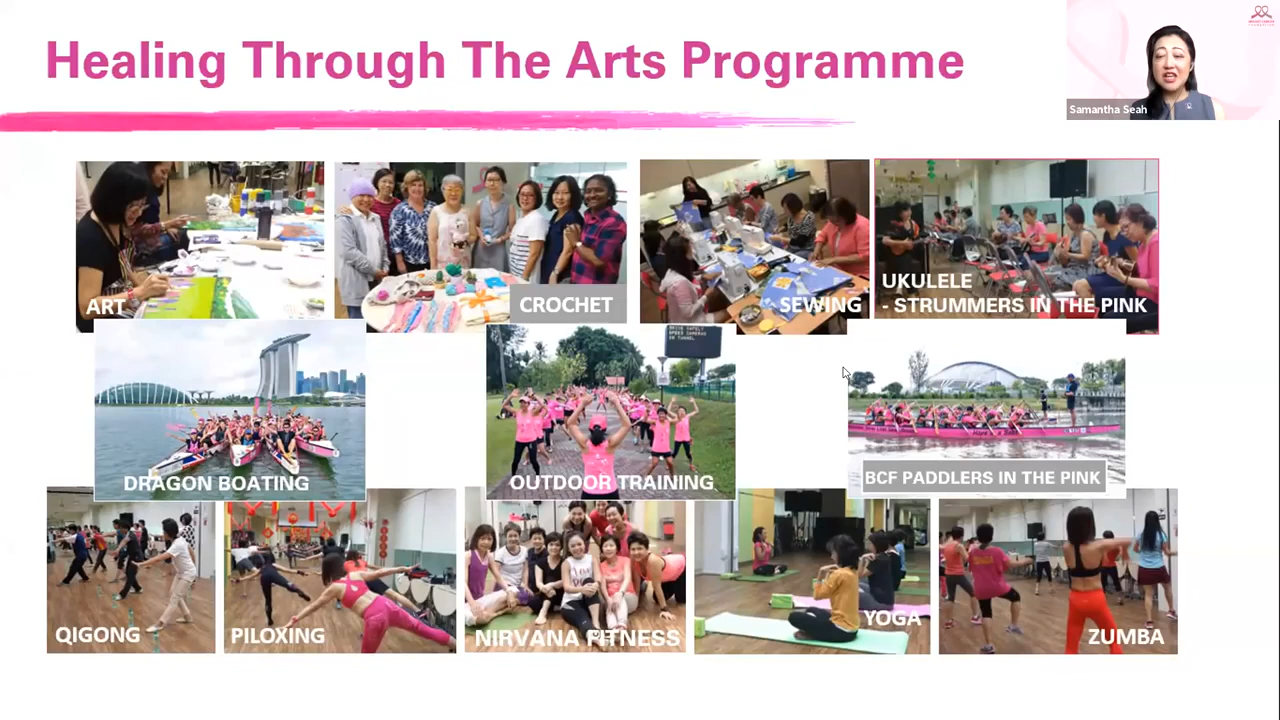 Healing Through The Arts Programme
Samantha Seah
ART
CROCHET
SEWING
UKULELE
- STRUMMERS IN THE PINK
DRAGON BOATING
OUTDOOR TRAINING
BCF PADDLERS IN THE PINK
QIGONG
PILOXING
NIRVANA FITNESS
YOGA
ZUMBA